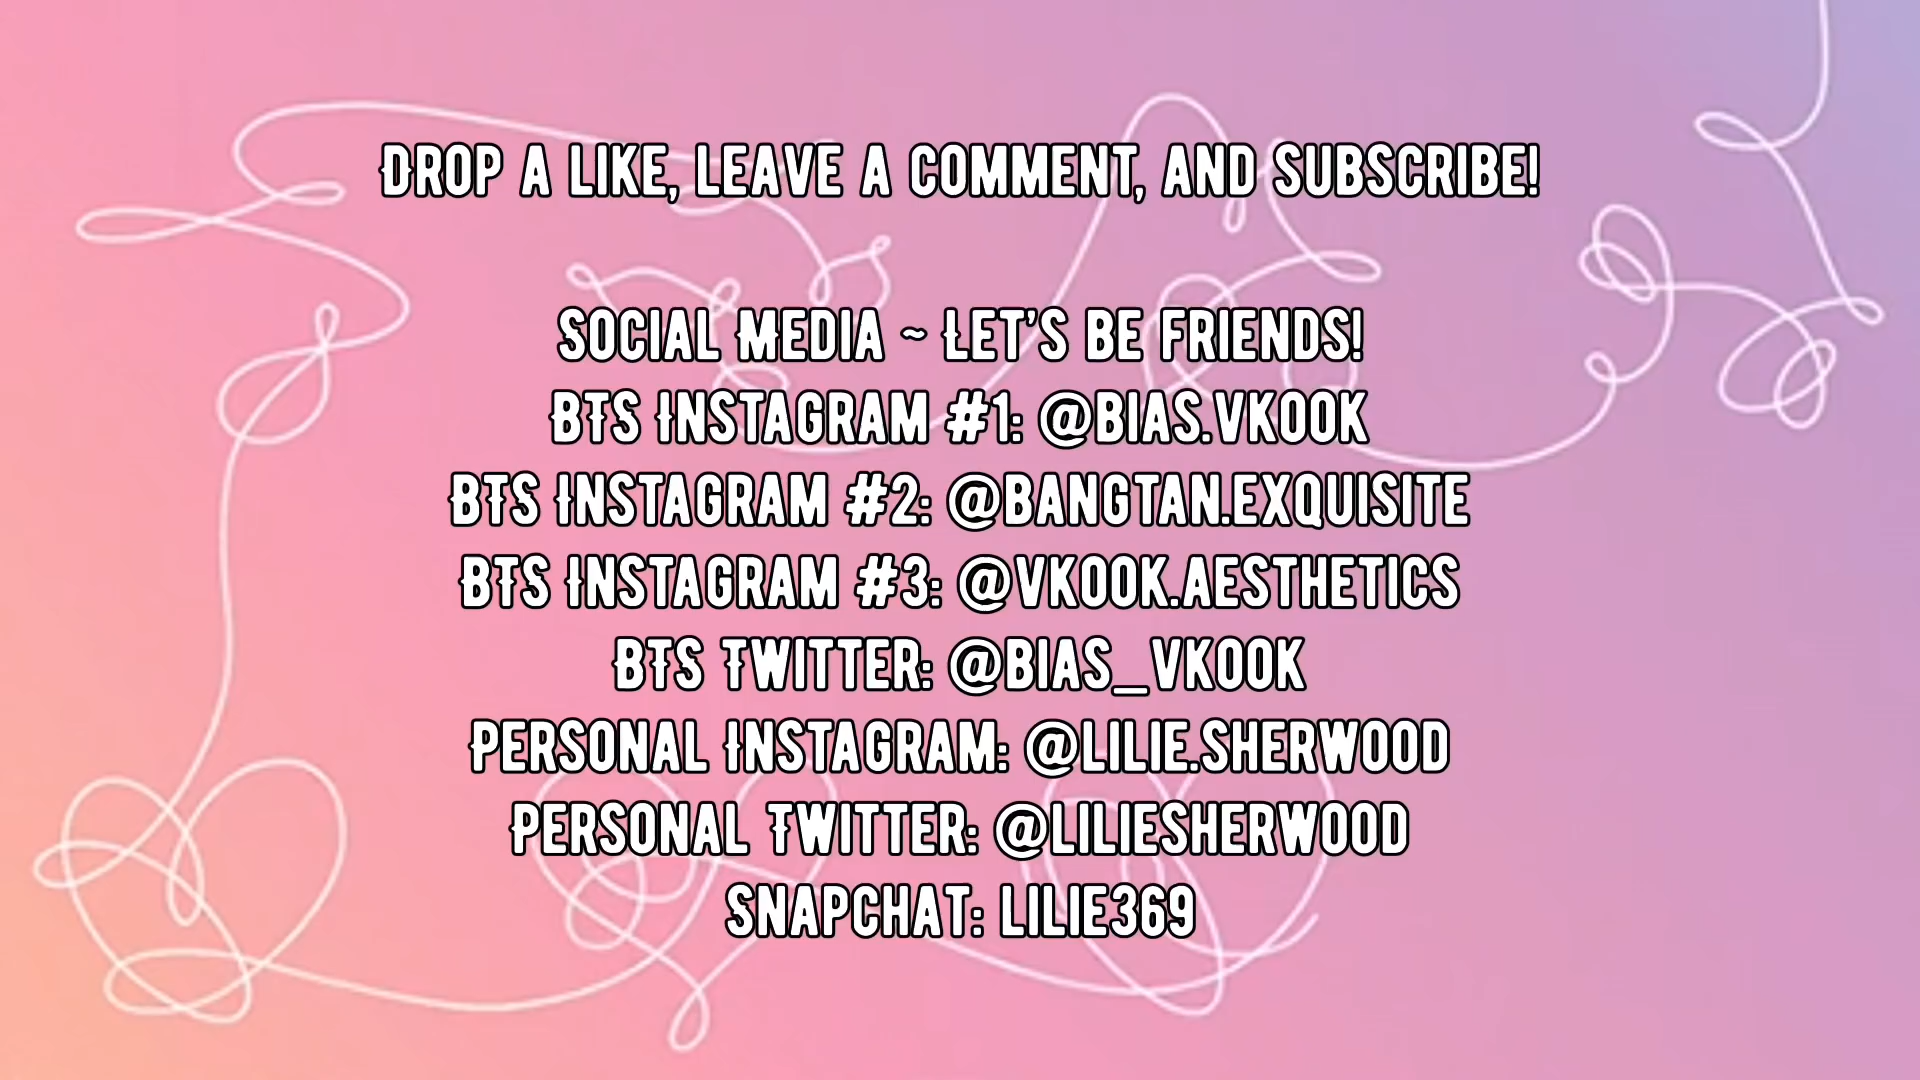 Drop a like, leave a comment, and subscribe!
Social Media ~ Let's be friends!
BTS Instagram #1: @bias.vkook
BTS Instagram #2: @bangtan.exquisite
BTS Instagram #3: @vkook.aesthetics
BTS Twitter: @bias_vkook
Personal Instagram: @lilie.sherwood
Personal Twitter: @liliesherwood
Snapchat: lilie369